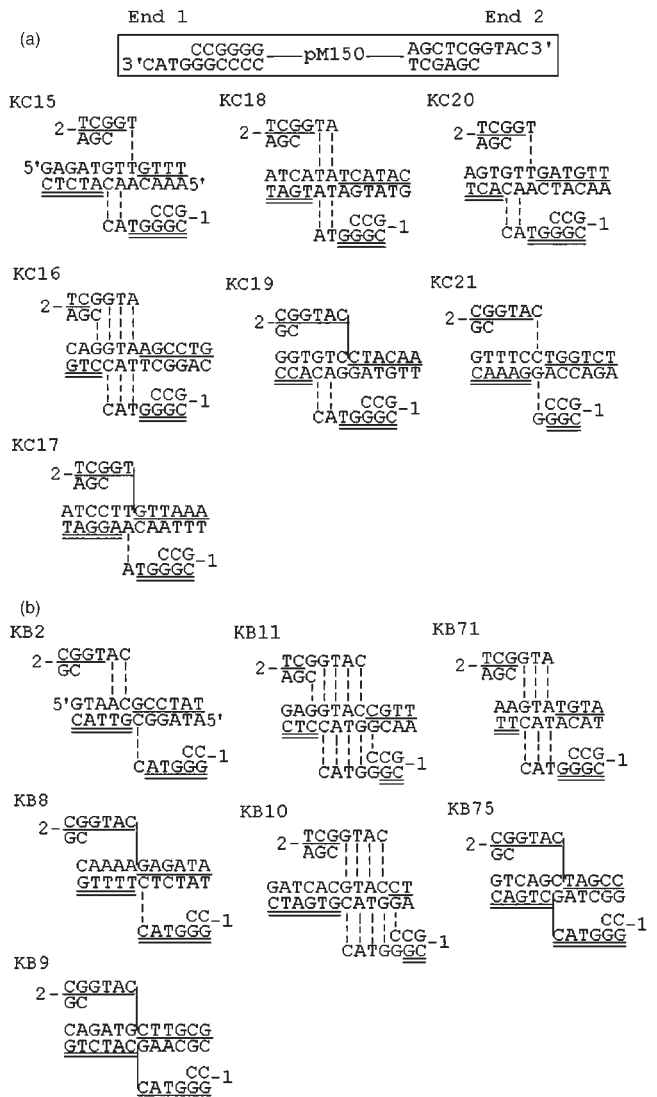 End 1 End 2
(a)
CCGGGG AGCTCGGTAC3'
pM150
3'CATGGGCCCC TCGAGC
KC15 KC18 KC20
2-TCGGT 2-TCGGTA 2-TCGGT
AGC AGC AGC
5'GAGATGTTGTTT ATCATATCATAC AGTGTTGATGTT
CTCTACAACAAA5' TAGTATAGTATG TCACAACTACAA
CCG-1 CCG-1 CCG-1
CATGGGC ATGGGC CATGGGC
KC16 KC19 KC21
2-TCGGTA 2-CGGTAC 2-CGGTAC
AGC GC GC
CAGGTAAGCCTG GGTGTCCTACAA GTTTCCTGGTCT
GTCCATTCGGAC CCACAGGATGTT CAAAGGACCAGA
CCG-1 CCG-1 CCG-1
CATGGGC CATGGGC GGGC
KC17
2-TCGGT
AGC
ATCCTTGTTAAA
TAGGAACAATTT
CCG-1
ATGGGC
(b)
KB2 KB11 KB71
2-CGGTAC 2-TCGGTAC 2-TCGGTA
GC AGC AGC
5'GTAACGCCTAT GAGGTACCGTT AAGTATGTA
CATTGCGGATA5' CTCCATGGCAA TTCATACAT
CC-1 CCG-1 CCG-1
CATGGG CATGGGC CATGGGC
KB8 KB10 KB75
2-CGGTAC 2-TCGGTAC 2-CGGTAC
GC AGC GC
CAAAAGAGATA GATCACGTACCT GTCAGCTAGCC
GTTTTCTCTAT CTAGTGCATGGA CAGTCGATCGG
CC-1 CCG-1 CC-1
CATGGG CATGGGC CATGGG
KB9
2-CGGTAC
GC
CAGATGCTTGCG
GTCTACGAACGC
CC-1
CATGGG